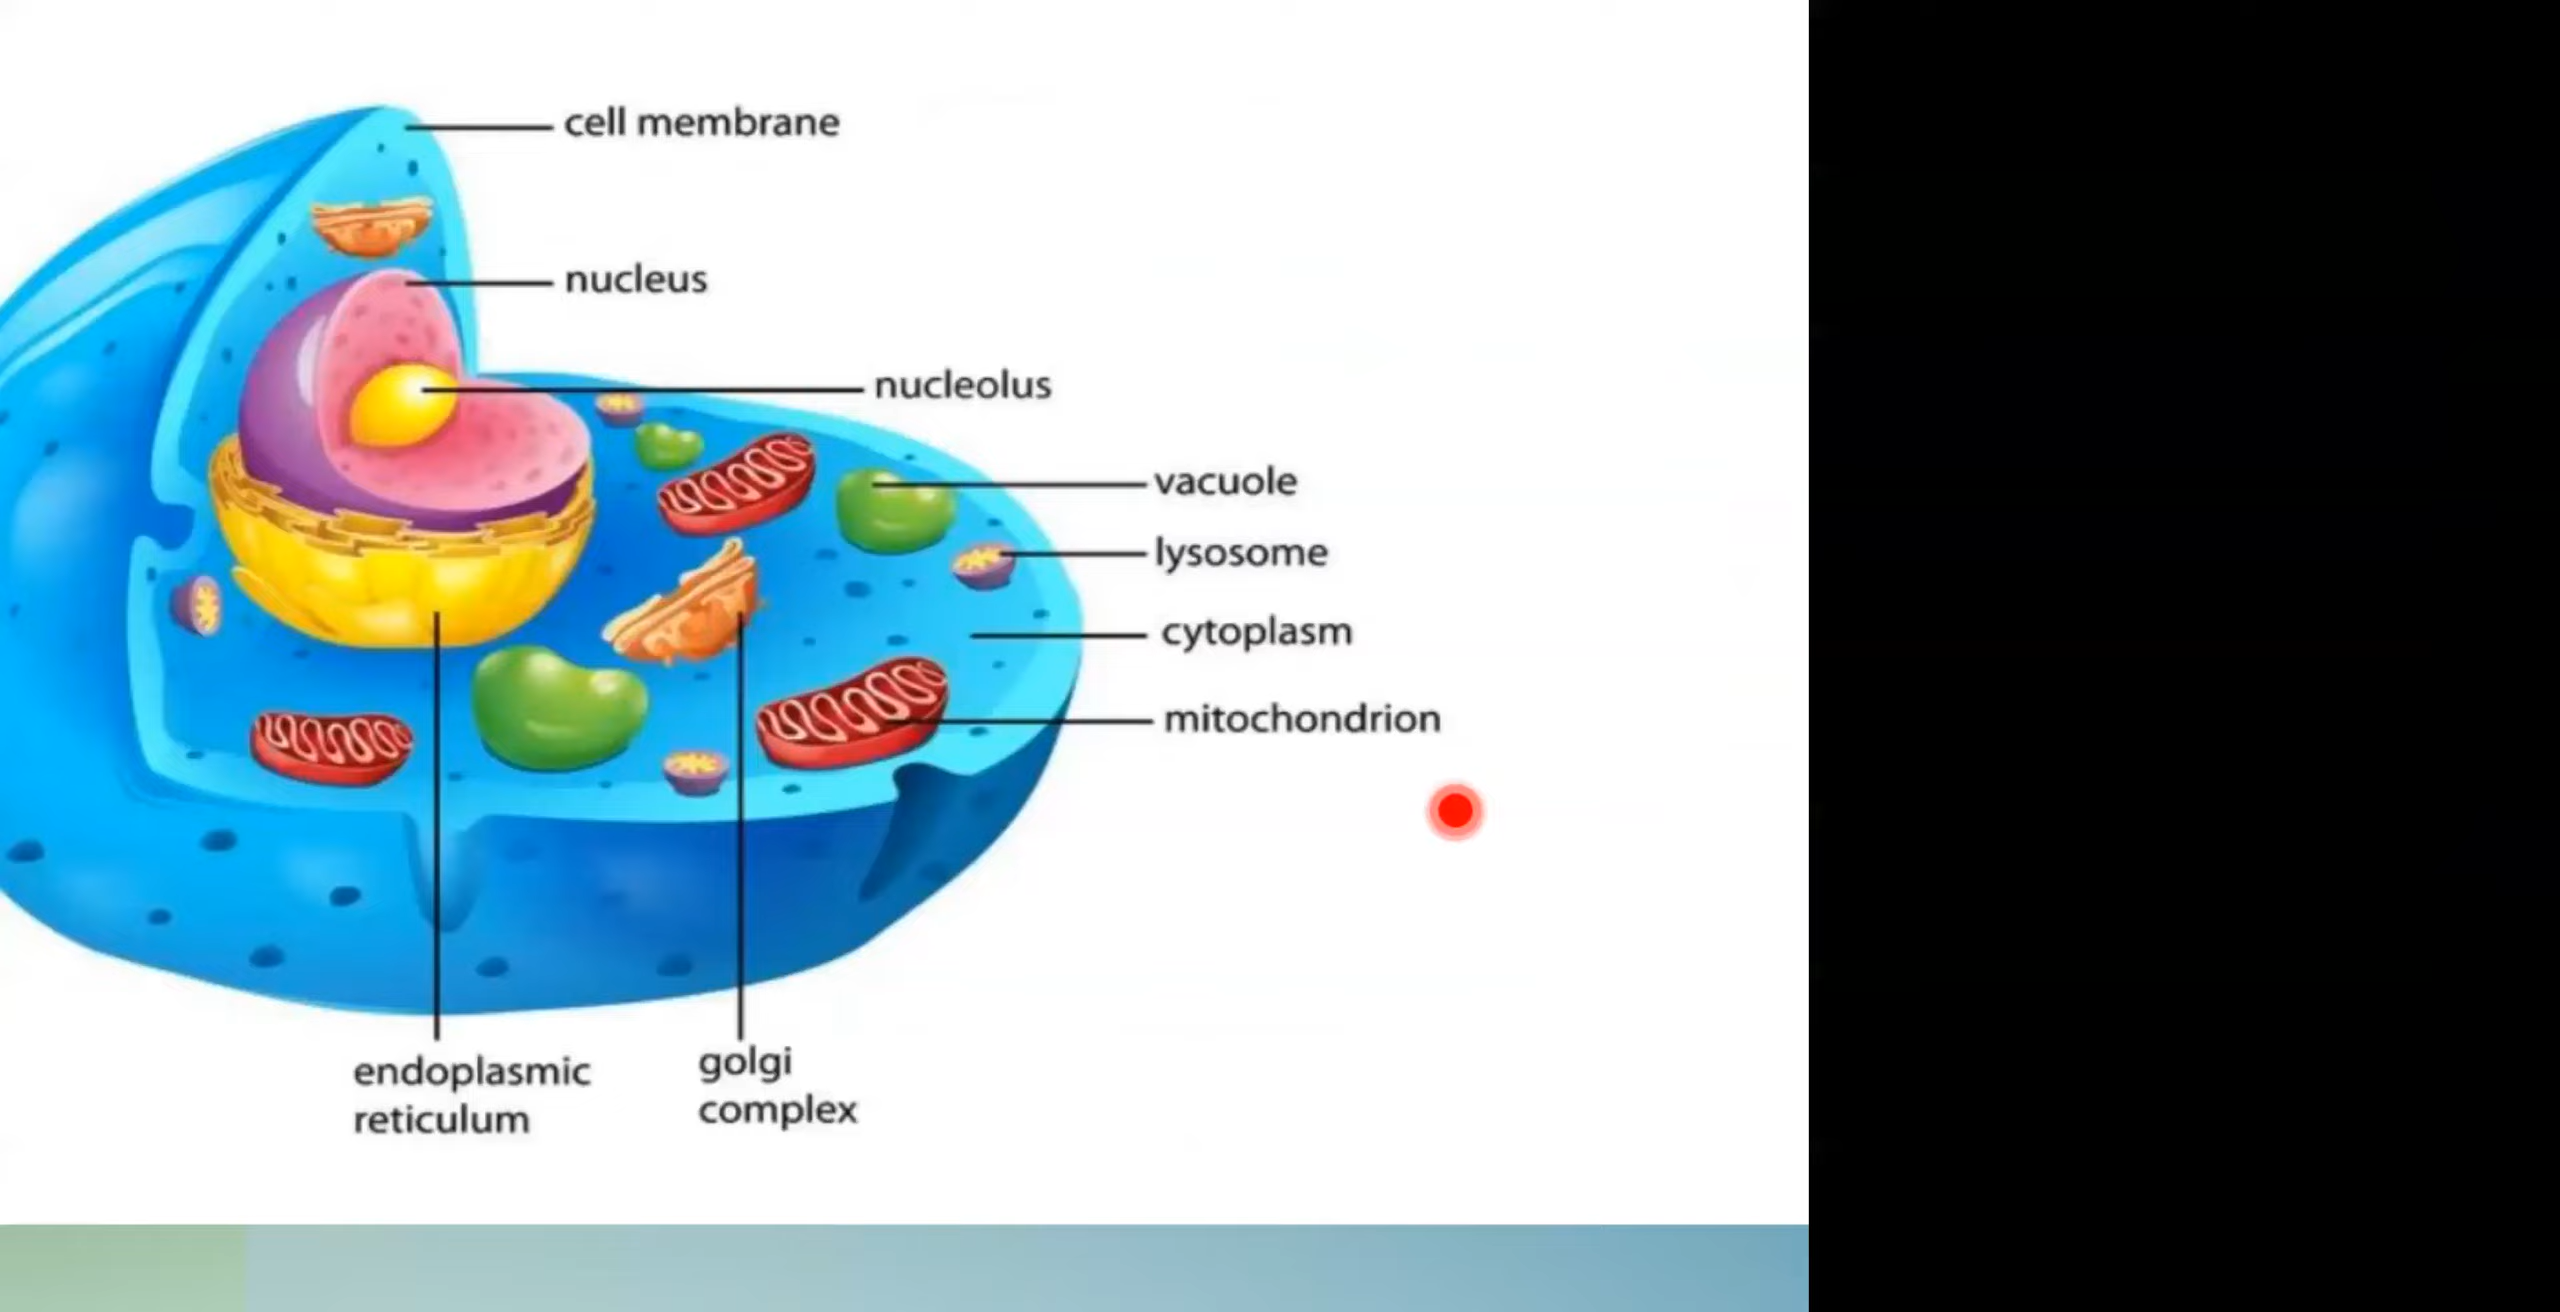 cell membrane
nucleus
nucleolus
vacuole
lysosome
cytoplasm
mitochondrion
endoplasmic
reticulum
golgi
complex